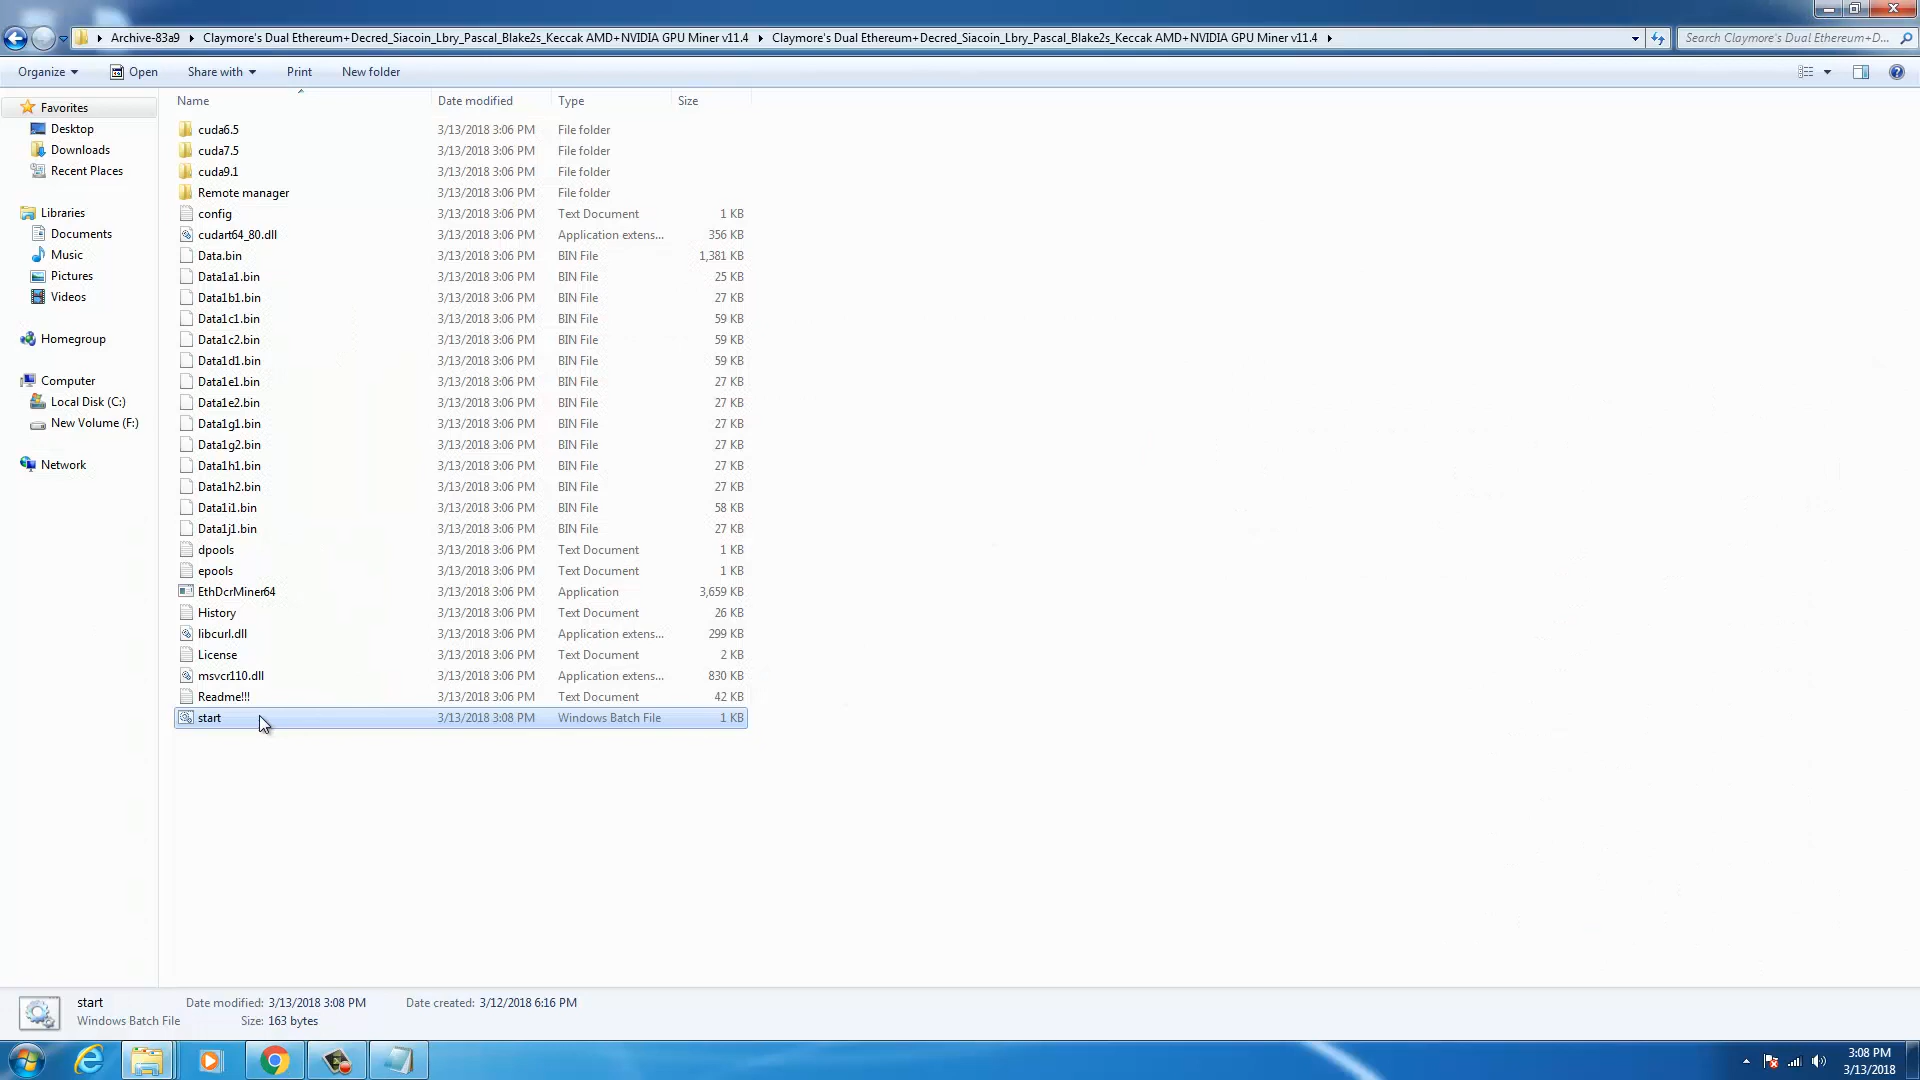 Archive-83a9 Claymore's Dual Ethereum+Decred_Siacoin_Lbry_Pascal_Blake2s_Keccak AMD+NVIDIA GPU Miner v11.4 Claymore's Dual Ethereum+Decred_Siacoin_Lbry_Pascal_Blake2s_Keccak AMD+NVIDIA GPU Miner v11.4 Search Claymore's Dual Ethereum+D...
Organize Open Share with Print New folder
Name Date modified Type Size
Favorites
Desktop
Downloads
Recent Places
Libraries
Documents
Music
Pictures
Videos
Homegroup
Computer
Local Disk (C:)
New Volume (F:)
Network
cuda6.5 3/13/2018 3:06 PM File folder
cuda7.5 3/13/2018 3:06 PM File folder
cuda9.1 3/13/2018 3:06 PM File folder
Remote manager 3/13/2018 3:06 PM File folder
config 3/13/2018 3:06 PM Text Document 1 KB
cudart64_80.dll 3/13/2018 3:06 PM Application extens... 356 KB
Data.bin 3/13/2018 3:06 PM BIN File 1,381 KB
Data1a1.bin 3/13/2018 3:06 PM BIN File 25 KB
Data1b1.bin 3/13/2018 3:06 PM BIN File 27 KB
Data1c1.bin 3/13/2018 3:06 PM BIN File 59 KB
Data1c2.bin 3/13/2018 3:06 PM BIN File 59 KB
Data1d1.bin 3/13/2018 3:06 PM BIN File 59 KB
Data1e1.bin 3/13/2018 3:06 PM BIN File 27 KB
Data1e2.bin 3/13/2018 3:06 PM BIN File 27 KB
Data1g1.bin 3/13/2018 3:06 PM BIN File 27 KB
Data1g2.bin 3/13/2018 3:06 PM BIN File 27 KB
Data1h1.bin 3/13/2018 3:06 PM BIN File 27 KB
Data1h2.bin 3/13/2018 3:06 PM BIN File 27 KB
Data1i1.bin 3/13/2018 3:06 PM BIN File 58 KB
Data1j1.bin 3/13/2018 3:06 PM BIN File 27 KB
dpools 3/13/2018 3:06 PM Text Document 1 KB
epools 3/13/2018 3:06 PM Text Document 1 KB
EthDcrMiner64 3/13/2018 3:06 PM Application 3,659 KB
History 3/13/2018 3:06 PM Text Document 26 KB
libcurl.dll 3/13/2018 3:06 PM Application extens... 299 KB
License 3/13/2018 3:06 PM Text Document 2 KB
msvcr110.dll 3/13/2018 3:06 PM Application extens... 830 KB
Readme!!! 3/13/2018 3:06 PM Text Document 42 KB
start 3/13/2018 3:08 PM Windows Batch File 1 KB
start Date modified: 3/13/2018 3:08 PM Date created: 3/12/2018 6:16 PM
Windows Batch File Size: 163 bytes
3:08 PM
3/13/2018